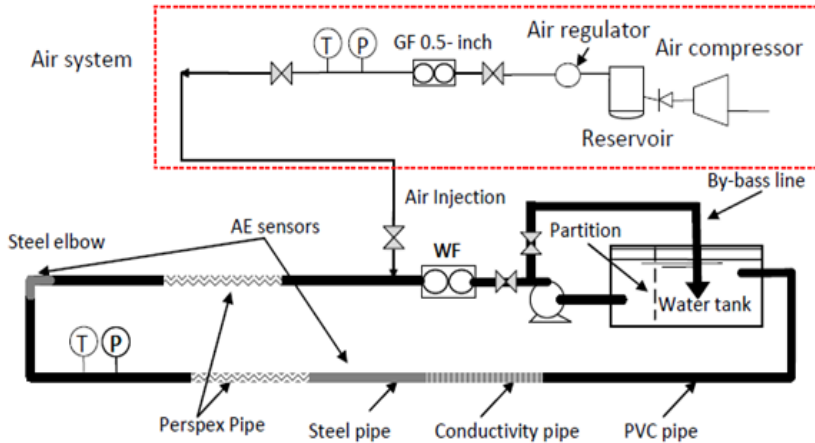 Air system
T
P
GF 0.5- inch
Air regulator
Air compressor
Reservoir
Air Injection
By-bass line
Steel elbow
AE sensors
WF
Partition
Water tank
T
P
Perspex Pipe
Steel pipe
Conductivity pipe
PVC pipe